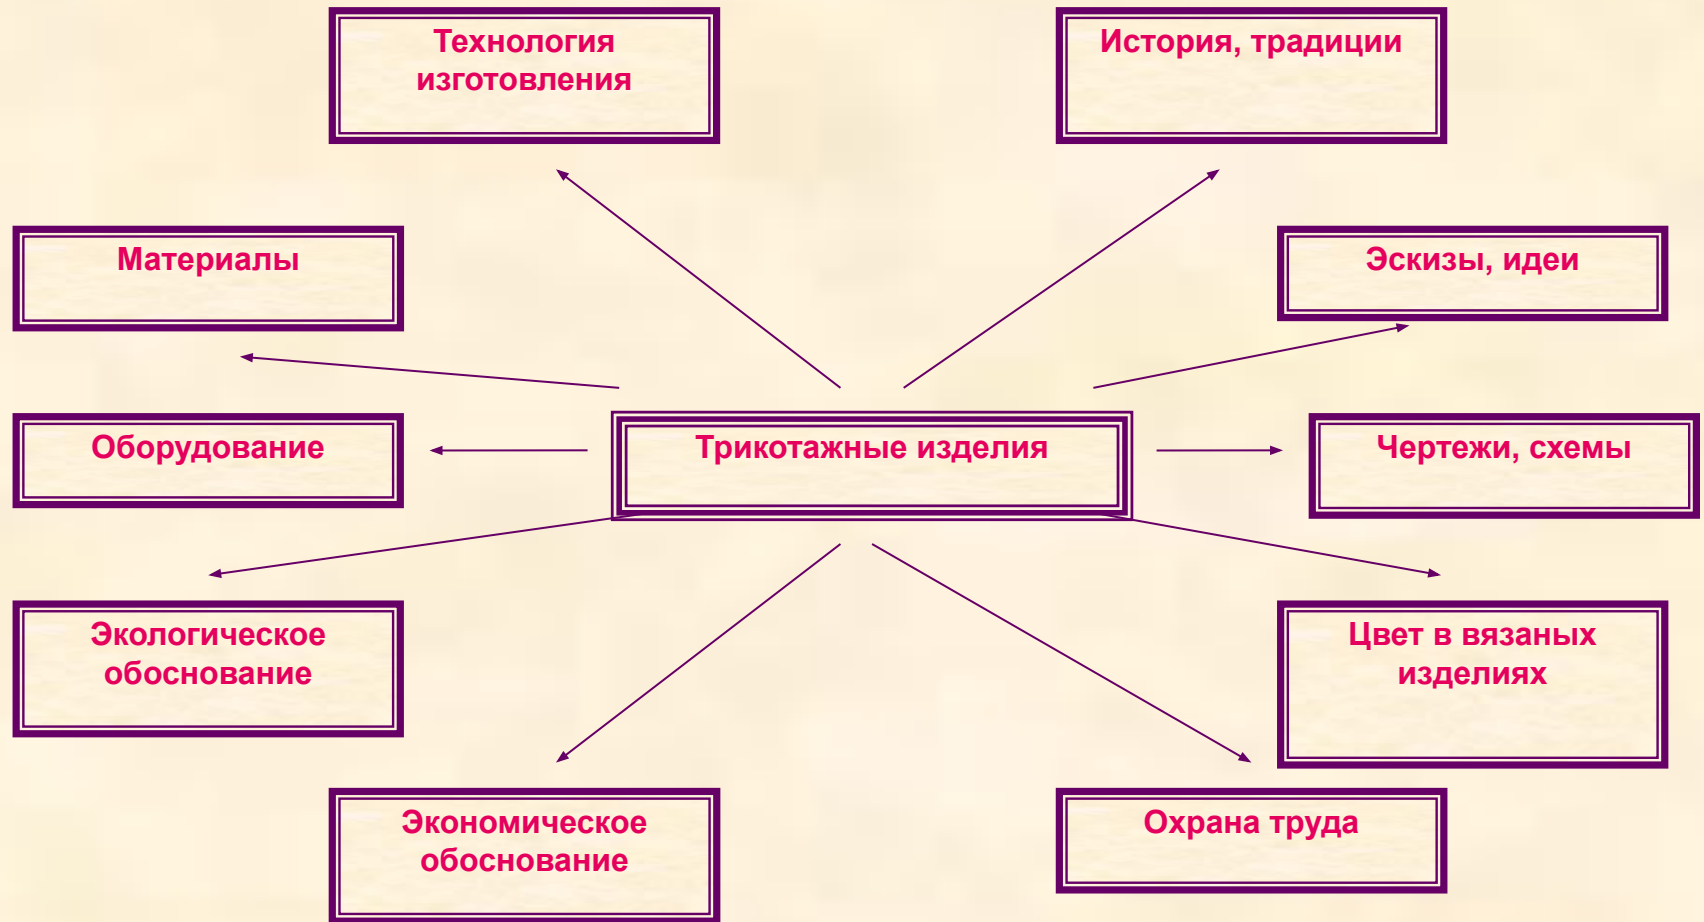 Технология
изготовления
История, традиции
Материалы
Эскизы, идеи
Оборудование
Трикотажные изделия
Чертежи, схемы
Экологическое
обоснование
Цвет в вязаных
изделиях
Экономическое
обоснование
Охрана труда